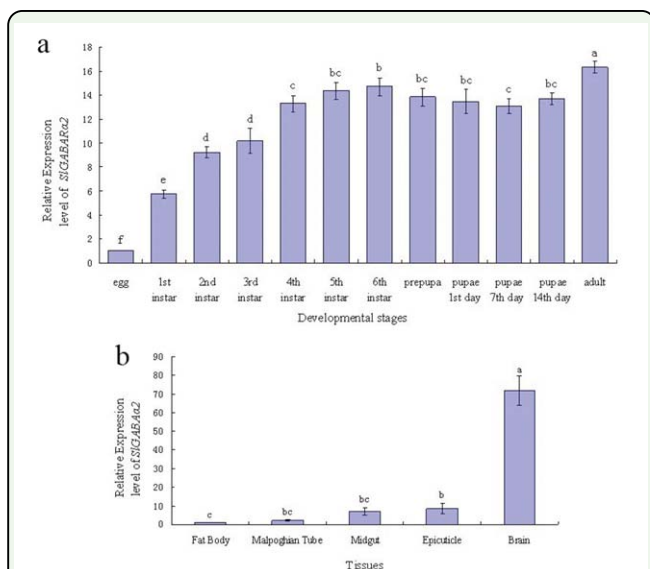 a
Relative Expression
level of SlGABARα2
18
16
14
12
10
8
6
4
2
0
f
e
d
d
c
bc
b
bc
bc
c
bc
a
egg
1st
instar
2nd
instar
3rd
instar
4th
instar
5th
instar
6th
instar
prepupa
pupae
1st day
pupae
7th day
pupae
14th day
adult
Developmental stages
b
Relative Expression
level of SlGABAα2
90
80
70
60
50
40
30
20
10
0
c
bc
bc
b
a
Fat Body
Malpoghian Tube
Midgut
Epicuticle
Brain
Tissues